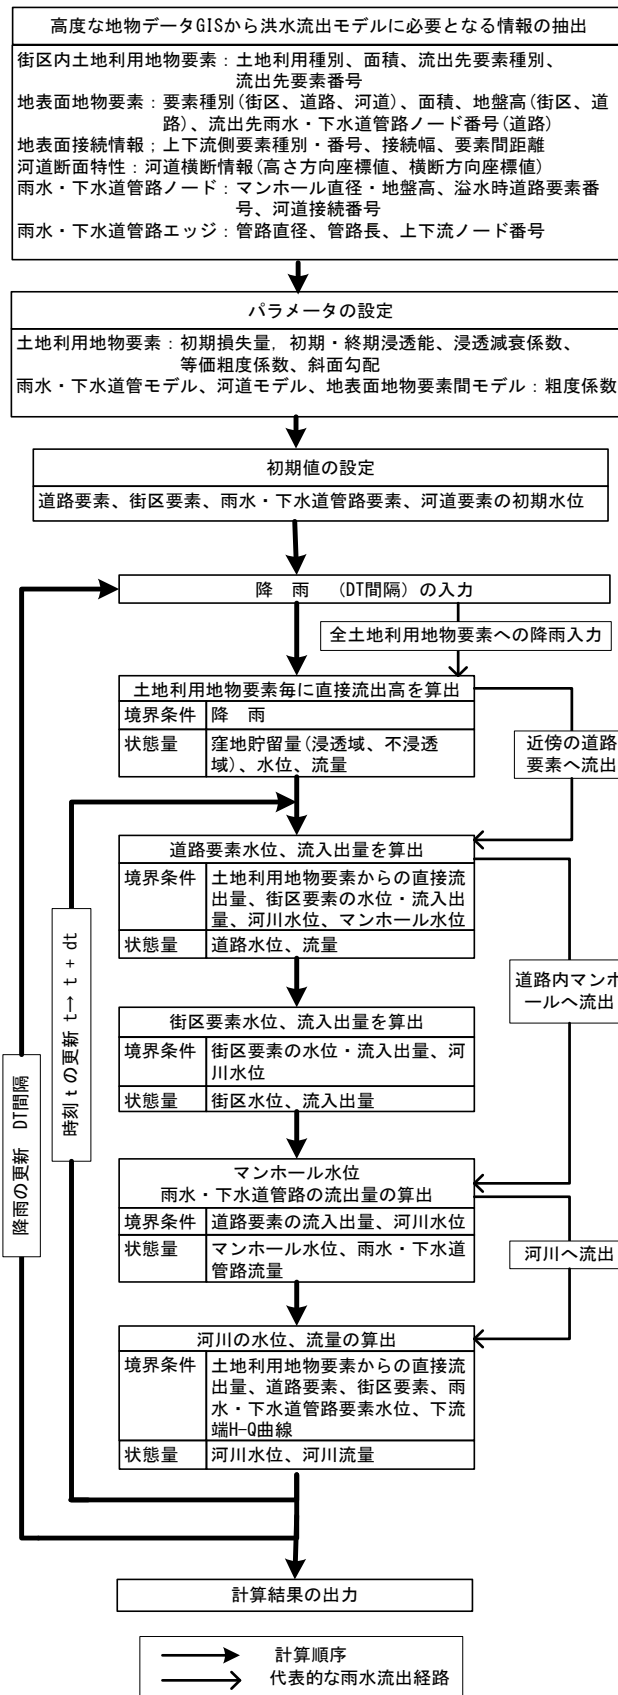 高度な地物データGISから洪水流出モデルに必要となる情報の抽出
街区内土地利用地物要素：土地利用種別、面積、流出先要素種別、
流出先要素番号
地表面地物要素：要素種別(街区、道路、河道)、面積、地盤高(街区、道
路)、流出先雨水・下水道管路ノード番号(道路)
地表面接続情報；上下流側要素種別・番号、接続幅、要素間距離
河道断面特性：河道横断情報(高さ方向座標値、横断方向座標値)
雨水・下水道管路ノード：マンホール直径・地盤高、溢水時道路要素番
号、河道接続番号
雨水・下水道管路エッジ：管路直径、管路長、上下流ノード番号
パラメータの設定
土地利用地物要素：初期損失量，初期・終期浸透能、浸透減衰係数、
等価粗度係数、斜面勾配
雨水・下水道管モデル、河道モデル、地表面地物要素間モデル：粗度係数
初期値の設定
道路要素、街区要素、雨水・下水道管路要素、河道要素の初期水位
降　雨　（DT間隔）の入力
全土地利用地物要素への降雨入力
土地利用地物要素毎に直接流出高を算出
境界条件 降　雨
状態量 窪地貯留量(浸透域、不浸透
域)、水位、流量
近傍の道路
要素へ流出
道路要素水位、流入出量を算出
境界条件 土地利用地物要素からの直接流
出量、街区要素の水位・流入出
量、河川水位、マンホール水位
状態量 道路水位、流量
道路内マンホ
ールへ流出
街区要素水位、流入出量を算出
境界条件 街区要素の水位・流入出量、河
川水位
状態量 街区水位、流入出量
時刻ｔの更新 t→ t + dt
降雨の更新　DT間隔
マンホール水位
雨水・下水道管路の流出量の算出
境界条件 道路要素の流入出量、河川水位
状態量 マンホール水位、雨水・下水道
管路流量
河川へ流出
河川の水位、流量の算出
境界条件 土地利用地物要素からの直接流
出量、道路要素、街区要素、雨
水・下水道管路要素水位、下流
端H-Q曲線
状態量 河川水位、河川流量
計算結果の出力
計算順序
代表的な雨水流出経路